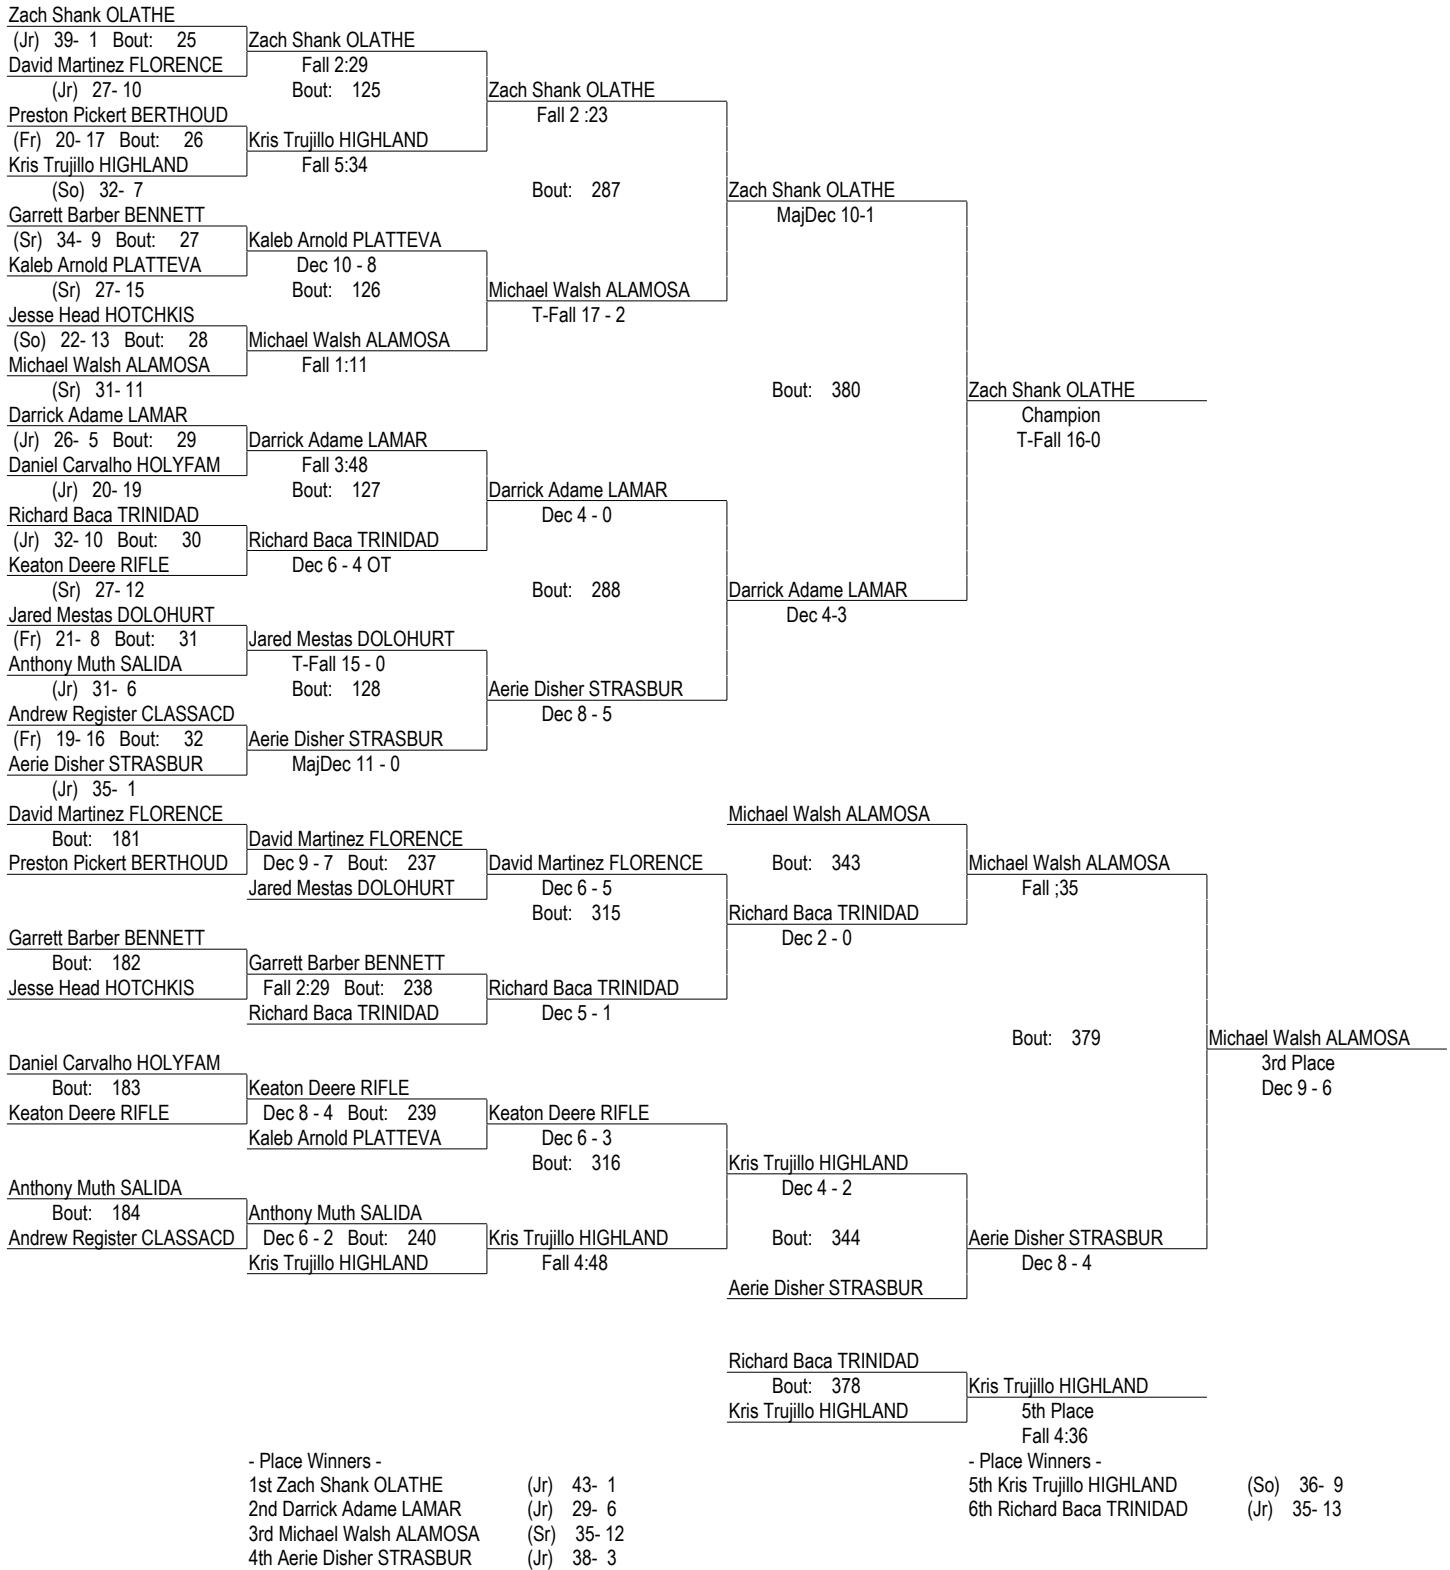 Zach Shank OLATHE
(Jr) 39- 1 Bout: 25 Zach Shank OLATHE
David Martinez FLORENCE Fall 2:29
(Jr) 27- 10 Bout: 125 Zach Shank OLATHE
Preston Pickert BERTHOUD Fall 2 :23
(Fr) 20- 17 Bout: 26 Kris Trujillo HIGHLAND
Kris Trujillo HIGHLAND Fall 5:34
(So) 32- 7 Bout: 287 Zach Shank OLATHE
Garrett Barber BENNETT MajDec 10-1
(Sr) 34- 9 Bout: 27 Kaleb Arnold PLATTEVA
Kaleb Arnold PLATTEVA Dec 10 - 8
(Sr) 27- 15 Bout: 126 Michael Walsh ALAMOSA
Jesse Head HOTCHKIS T-Fall 17 - 2
(So) 22- 13 Bout: 28 Michael Walsh ALAMOSA
Michael Walsh ALAMOSA Fall 1:11
(Sr) 31- 11 Bout: 380 Zach Shank OLATHE
Darrick Adame LAMAR Champion
(Jr) 26- 5 Bout: 29 Darrick Adame LAMAR T-Fall 16-0
Daniel Carvalho HOLYFAM Fall 3:48
(Jr) 20- 19 Bout: 127 Darrick Adame LAMAR
Richard Baca TRINIDAD Dec 4 - 0
(Jr) 32- 10 Bout: 30 Richard Baca TRINIDAD
Keaton Deere RIFLE Dec 6 - 4 OT
(Sr) 27- 12 Bout: 288 Darrick Adame LAMAR
Jared Mestas DOLOHURT Dec 4-3
(Fr) 21- 8 Bout: 31 Jared Mestas DOLOHURT
Anthony Muth SALIDA T-Fall 15 - 0
(Jr) 31- 6 Bout: 128 Aerie Disher STRASBUR
Andrew Register CLASSACD Dec 8 - 5
(Fr) 19- 16 Bout: 32 Aerie Disher STRASBUR
Aerie Disher STRASBUR MajDec 11 - 0
(Jr) 35- 1
David Martinez FLORENCE Michael Walsh ALAMOSA
Bout: 181 David Martinez FLORENCE
Preston Pickert BERTHOUD Dec 9 - 7 Bout: 237 David Martinez FLORENCE Bout: 343 Michael Walsh ALAMOSA
Jared Mestas DOLOHURT Dec 6 - 5 Fall ;35
Bout: 315 Richard Baca TRINIDAD
Garrett Barber BENNETT Dec 2 - 0
Bout: 182 Garrett Barber BENNETT
Jesse Head HOTCHKIS Fall 2:29 Bout: 238 Richard Baca TRINIDAD
Richard Baca TRINIDAD Dec 5 - 1
Bout: 379 Michael Walsh ALAMOSA
Daniel Carvalho HOLYFAM 3rd Place
Bout: 183 Keaton Deere RIFLE Dec 9 - 6
Keaton Deere RIFLE Dec 8 - 4 Bout: 239 Keaton Deere RIFLE
Kaleb Arnold PLATTEVA Dec 6 - 3
Bout: 316 Kris Trujillo HIGHLAND
Anthony Muth SALIDA Dec 4 - 2
Bout: 184 Anthony Muth SALIDA
Andrew Register CLASSACD Dec 6 - 2 Bout: 240 Kris Trujillo HIGHLAND Bout: 344 Aerie Disher STRASBUR
Kris Trujillo HIGHLAND Fall 4:48 Dec 8 - 4
Aerie Disher STRASBUR
Richard Baca TRINIDAD
Bout: 378 Kris Trujillo HIGHLAND
Kris Trujillo HIGHLAND 5th Place
Fall 4:36
- Place Winners - - Place Winners -
1st Zach Shank OLATHE (Jr) 43- 1 5th Kris Trujillo HIGHLAND (So) 36- 9
2nd Darrick Adame LAMAR (Jr) 29- 6 6th Richard Baca TRINIDAD (Jr) 35- 13
3rd Michael Walsh ALAMOSA (Sr) 35- 12
4th Aerie Disher STRASBUR (Jr) 38- 3